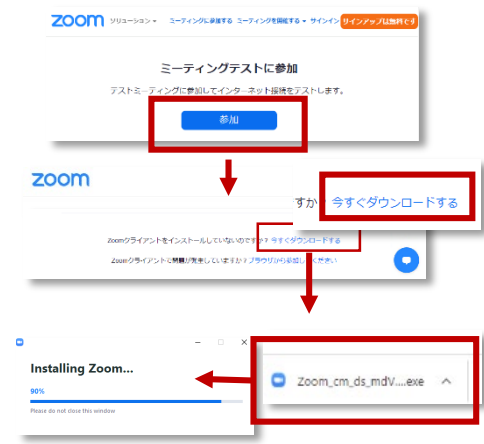 zoom ソリューション ミーティングに参加する ミーティングを開催する サインイン サインアップは無料です
ミーティングテストに参加
テストミーティングに参加してインターネット接続をテストします。
参加
zoom
すか 今すぐダウンロードする
Zoomクライアントをインストールしていないのですか？今すぐダウンロードする
Zoomクライアントで問題が発生していますか？ブラウザから参加してください
Installing Zoom...
90%
Please do not close this window
Zoom_cm_ds_mdV....exe